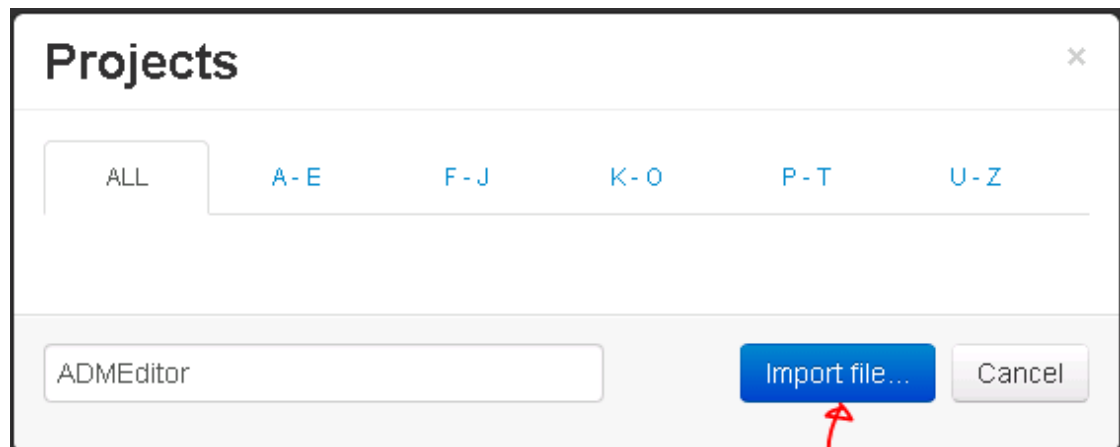 Projects ×
ALL A - E F - J K - O P - T U - Z
ADMEditor Import file... Cancel